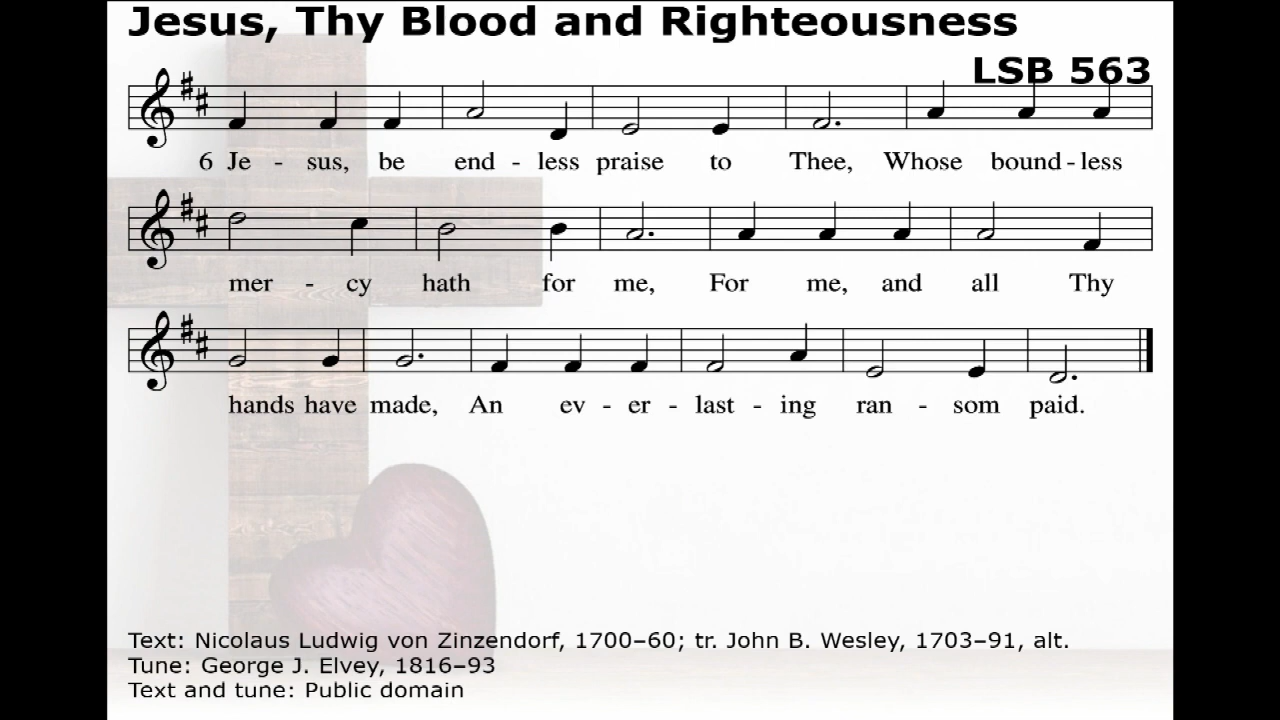 Jesus, Thy Blood and Righteousness
LSB 563
6 Je - sus, be end - less praise to Thee, Whose bound - less
mer - cy hath for me, For me, and all Thy
hands have made, An ev - er - last - ing ran - som paid.
Text: Nicolaus Ludwig von Zinzendorf, 1700–60; tr. John B. Wesley, 1703–91, alt.
Tune: George J. Elvey, 1816–93
Text and tune: Public domain